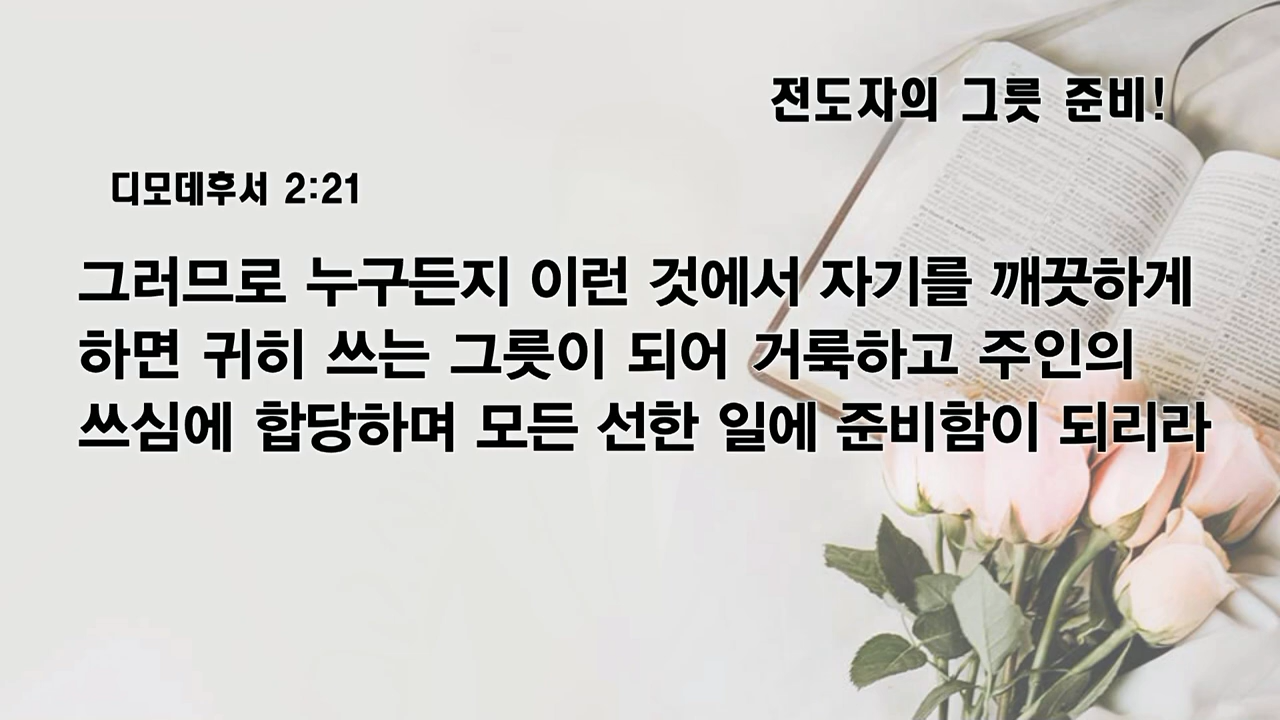 전도자의 그릇 준비!
디모데후서 2:21
그러므로 누구든지 이런 것에서 자기를 깨끗하게
하면 귀히 쓰는 그릇이 되어 거룩하고 주인의
쓰심에 합당하며 모든 선한 일에 준비함이 되리라